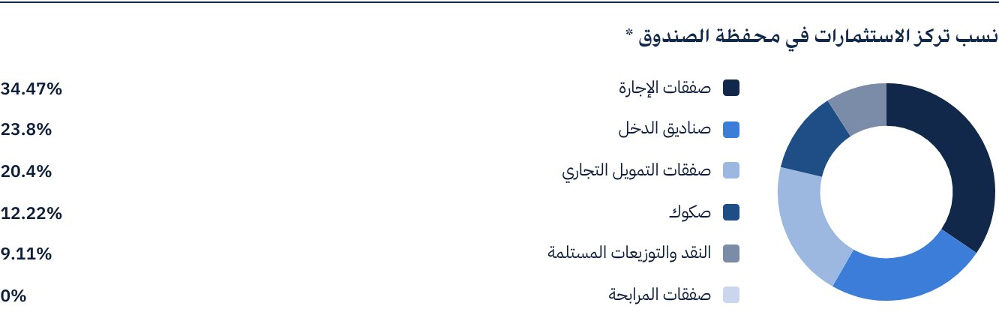 نسب تركز الاستثمارات في محفظة الصندوق *
صفقات الإجارة 34.47%
صناديق الدخل 23.8%
صفقات التمويل التجاري 20.4%
صكوك 12.22%
النقد والتوزيعات المستلمة 9.11%
صفقات المرابحة 0%